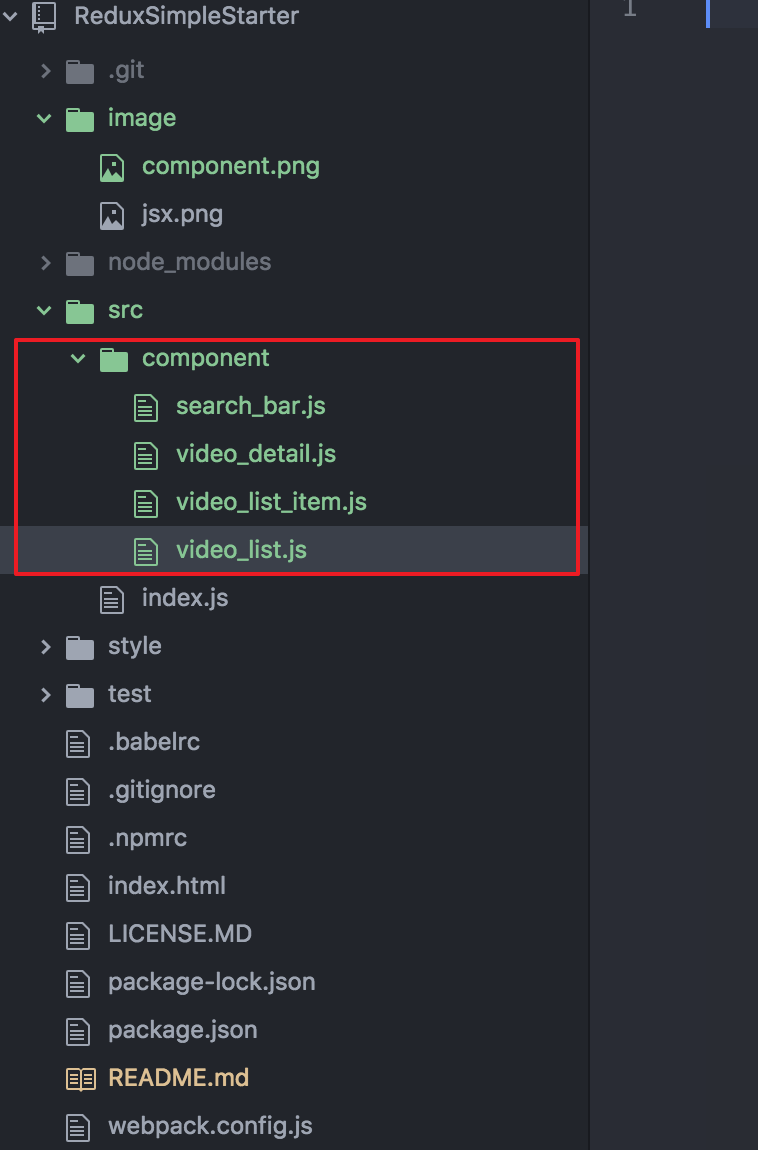 ReduxSimpleStarter
1
.git
image
component.png
jsx.png
node_modules
src
component
search_bar.js
video_detail.js
video_list_item.js
video_list.js
index.js
style
test
.babelrc
.gitignore
.npmrc
index.html
LICENSE.MD
package-lock.json
package.json
README.md
webpack.config.js